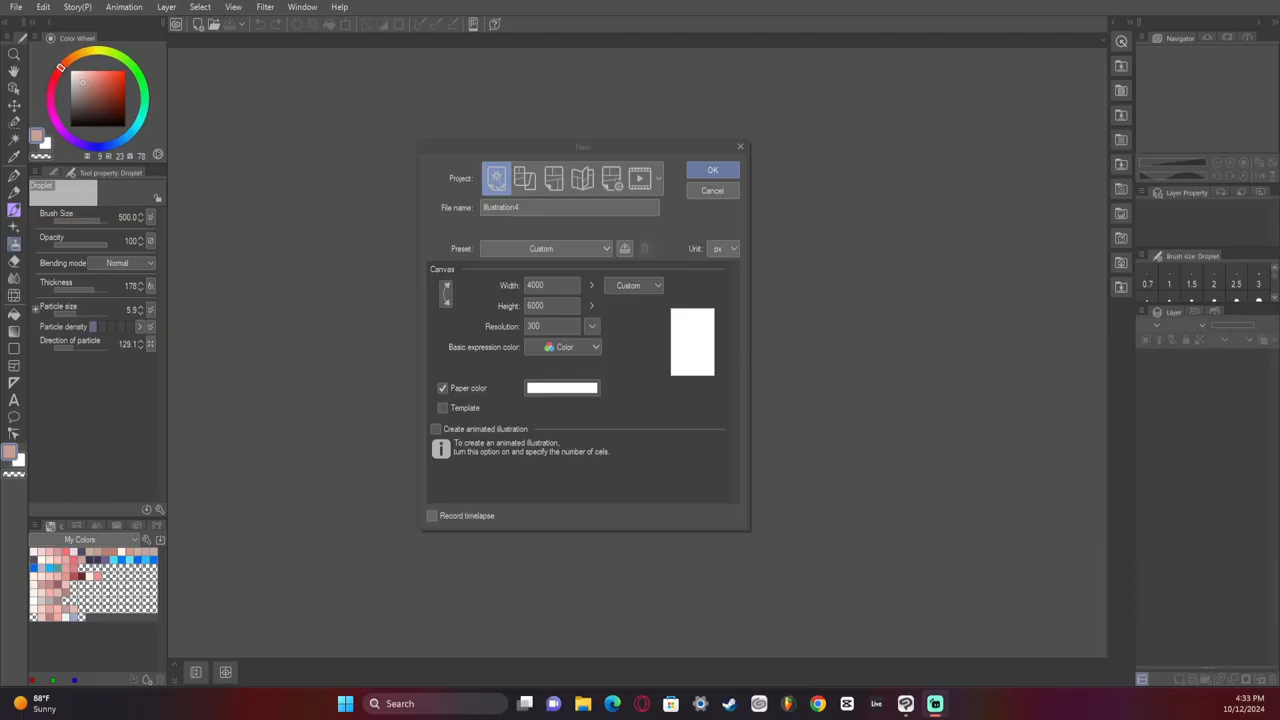 File Edit Story(P) Animation Layer Select View Filter Window Help
Color Wheel
9 23 78
Tool property: Droplet
Droplet
Brush Size 500.0
Opacity 100
Blending mode Normal
Thickness 178
Particle size 5.9
Particle density
Direction of particle 129.1
My Colors
New
Project:
OK
Cancel
File name: Illustration4
Preset: Custom Unit: px
Canvas
Width: 4000 Custom
Height: 6000
Resolution: 300
Basic expression color: Color
Paper color
Template
Create animated illustration
To create an animated illustration,
turn this option on and specify the number of cels.
Record timelapse
Navigator
Layer Property
Brush size: Droplet
0.7 1 1.5 2 2.5 3
Layer
88°F
Sunny
Search
Live
4:33 PM
10/12/2024